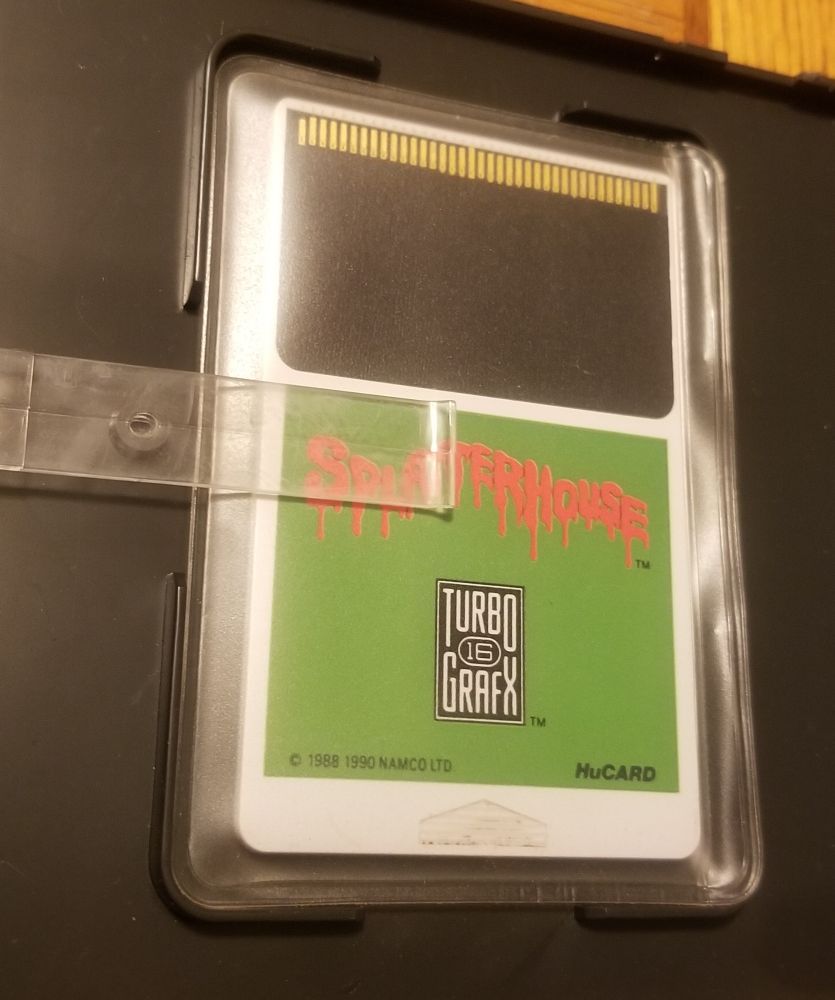 SPLATTERHOUSE
TM
TURBO
16
GRAFX
TM
© 1988 1990 NAMCO LTD
HuCARD